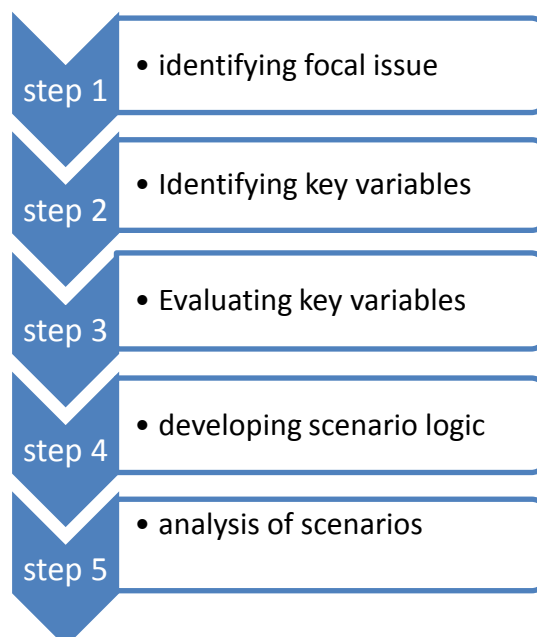 step 1
• identifying focal issue
step 2
• Identifying key variables
step 3
• Evaluating key variables
step 4
• developing scenario logic
step 5
• analysis of scenarios